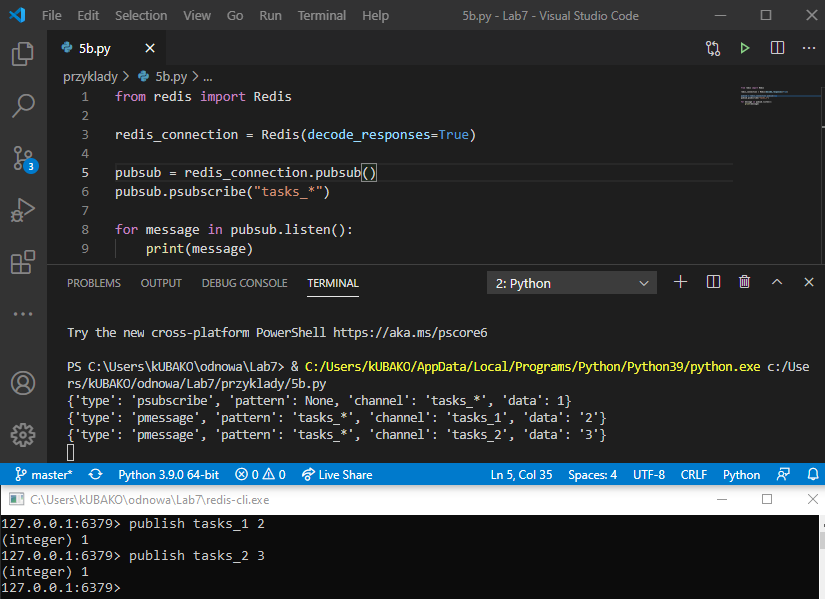 File Edit Selection View Go Run Terminal Help 5b.py - Lab7 - Visual Studio Code
5b.py
przyklady > 5b.py > ...
1 from redis import Redis
2
3 redis_connection = Redis(decode_responses=True)
4
5 pubsub = redis_connection.pubsub()
6 pubsub.psubscribe("tasks_*")
7
8 for message in pubsub.listen():
9 print(message)
3
PROBLEMS OUTPUT DEBUG CONSOLE TERMINAL 2: Python
Try the new cross-platform PowerShell https://aka.ms/pscore6
PS C:\Users\kUBAKO\odnowa\Lab7> & C:/Users/kUBAKO/AppData/Local/Programs/Python/Python39/python.exe c:/Use
rs/kUBAKO/odnowa/Lab7/przyklady/5b.py
{'type': 'psubscribe', 'pattern': None, 'channel': 'tasks_*', 'data': 1}
{'type': 'pmessage', 'pattern': 'tasks_*', 'channel': 'tasks_1', 'data': '2'}
{'type': 'pmessage', 'pattern': 'tasks_*', 'channel': 'tasks_2', 'data': '3'}
master* Python 3.9.0 64-bit 0 0 Live Share Ln 5, Col 35 Spaces: 4 UTF-8 CRLF Python
C:\Users\kUBAKO\odnowa\Lab7\redis-cli.exe
127.0.0.1:6379> publish tasks_1 2
(integer) 1
127.0.0.1:6379> publish tasks_2 3
(integer) 1
127.0.0.1:6379>